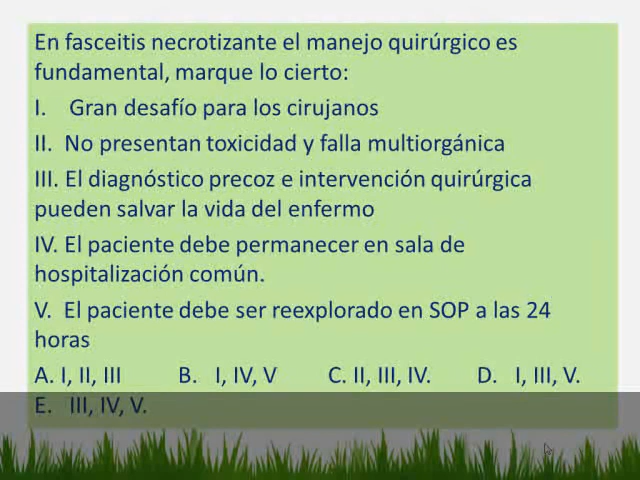 En fasceitis necrotizante el manejo quirúrgico es
fundamental, marque lo cierto:
I. Gran desafío para los cirujanos
II. No presentan toxicidad y falla multiorgánica
III. El diagnóstico precoz e intervención quirúrgica
pueden salvar la vida del enfermo
IV. El paciente debe permanecer en sala de
hospitalización común.
V. El paciente debe ser reexplorado en SOP a las 24
horas
A. I, II, III B. I, IV, V C. II, III, IV. D. I, III, V.
E. III, IV, V.